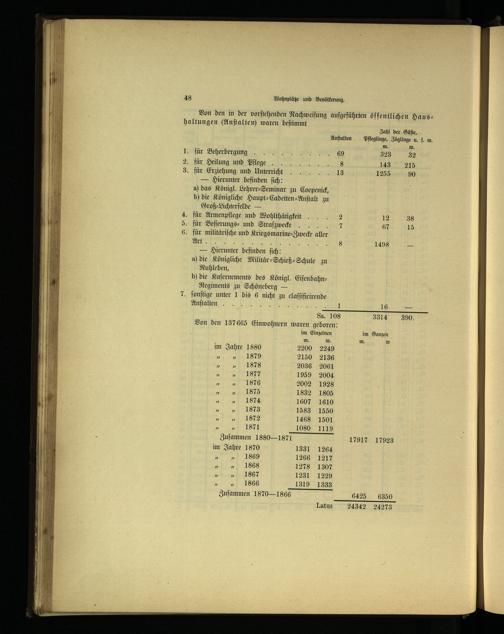 48 Wohnplätze und Bevölkerung.
Von den in der vorstehenden Nachweisung aufgeführten öffentlichen Haus-
haltungen (Anstalten) waren bestimmt
Zahl der Gäste,
Anstalten Pfleglinge, Zöglinge u. s. w.
m. w.
1. für Beherbergung . . . . . . . . . 69 323 32
2. für Heilung und Pflege . . . . . . . 8 143 215
3. für Erziehung und Unterricht . . . . . 13 1255 90
— Hierunter befinden sich:
a) das Königl. Lehrer-Seminar zu Coepenick,
b) die Königliche Haupt-Cadetten-Anstalt zu
Groß-Lichterfelde —
4. für Armenpflege und Wohlthätigkeit . . . 2 12 38
5. für Besserungs- und Strafzwecke . . . . 7 67 15
6. für militärische und Kriegsmarine-Zwecke aller
Art . . . . . . . . . . . . . . 8 1498 —
— Hierunter befinden sich:
a) die Königliche Militär-Schieß-Schule zu
Ruhleben,
b) die Kasernements des Königl. Eisenbahn-
Regiments zu Schöneberg —
7. sonstige unter 1 bis 6 nicht zu classificirende
Anstalten . . . . . . . . . . . . 1 16 —
Sa. 108 3314 390.
Von den 137 665 Einwohnern waren geboren:
im Einzelnen im Ganzen
m. w. m. w
im Jahre 1880 2200 2249
„ „ 1879 2150 2136
„ „ 1878 2036 2061
„ „ 1877 1959 2004
„ „ 1876 2002 1928
„ „ 1875 1832 1805
„ „ 1874 1607 1610
„ „ 1873 1583 1550
„ „ 1872 1468 1501
„ „ 1871 1080 1119
Zusammen 1880—1871 17917 17923
im Jahre 1870 1331 1264
„ „ 1869 1266 1217
„ „ 1868 1278 1307
„ „ 1867 1231 1229
„ „ 1866 1319 1333
Zusammen 1870—1866 6425 6350
Latus 24342 24273